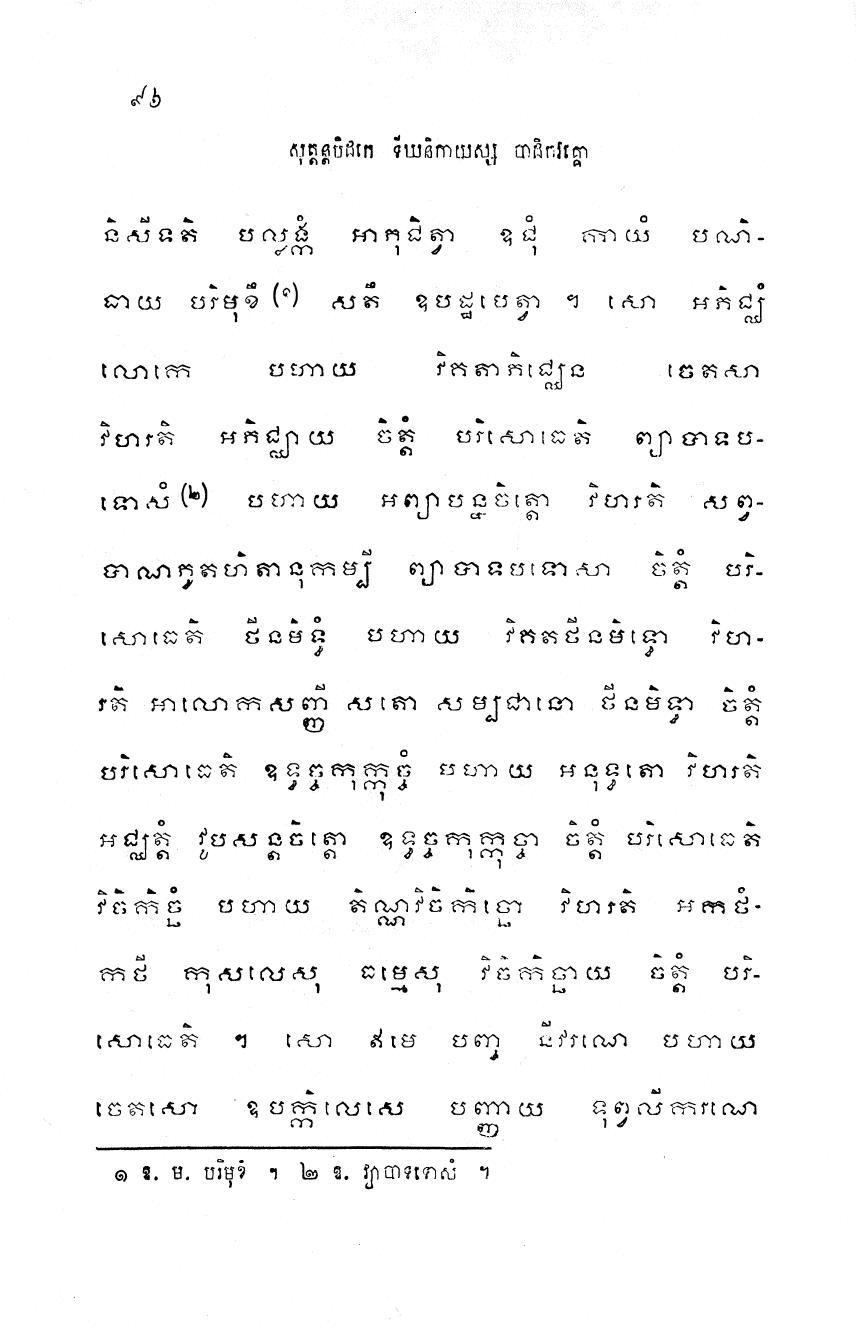 ៩៦
សុត្តន្តបិដកេ ទីឃនិកាយស្ស បាដិកវគ្គោ
និសីទតិ បល្លង្កំ អាភុជិត្វា ឧជុំ កាយំ បណិ-
ធាយ បរិមុខឹ (១) សតឹ ឧបដ្ឋបេត្វា ។ សោ អភិជ្ឈំ
លោកេ បហាយ វិគតាភិជ្ឈេន ចេតសា
វិហរតិ អភិជ្ឈាយ ចិត្តំ បរិសោធេតិ ព្យាបាទប-
ទោសំ (២) បហាយ អព្យាបន្នចិត្តោ វិហរតិ សព្វ-
បាណភូតហិតានុកម្បី ព្យាបាទបទោសា ចិត្តំ បរិ-
សោធេតិ ថីនមិទ្ធំ បហាយ វិគតថីនមិទ្ធោ វិហ-
រតិ អាលោកសញ្ញី សតោ សម្បជានោ ថីនមិទ្ធា ចិត្តំ
បរិសោធេតិ ឧទ្ធច្ចកុក្កុច្ចំ បហាយ អនុទ្ធតោ វិហរតិ
អជ្ឈត្តំ វូបសន្តចិត្តោ ឧទ្ធច្ចកុក្កុច្ចា ចិត្តំ បរិសោធេតិ
វិចិកិច្ឆំ បហាយ តិណ្ណវិចិកិច្ឆោ វិហរតិ អកថំ-
កថី កុសលេសុ ធម្មេសុ វិចិកិច្ឆាយ ចិត្តំ បរិ-
សោធេតិ ។ សោ ឥមេ បញ្ច នីវរណេ បហាយ
ចេតសោ ឧបក្កិលេសេ បញ្ញាយ ទុព្វលីករណេ
១ ឱ. ម. បរិមុខំ ។ ២ ឱ. វ្យាបាទទោសំ ។